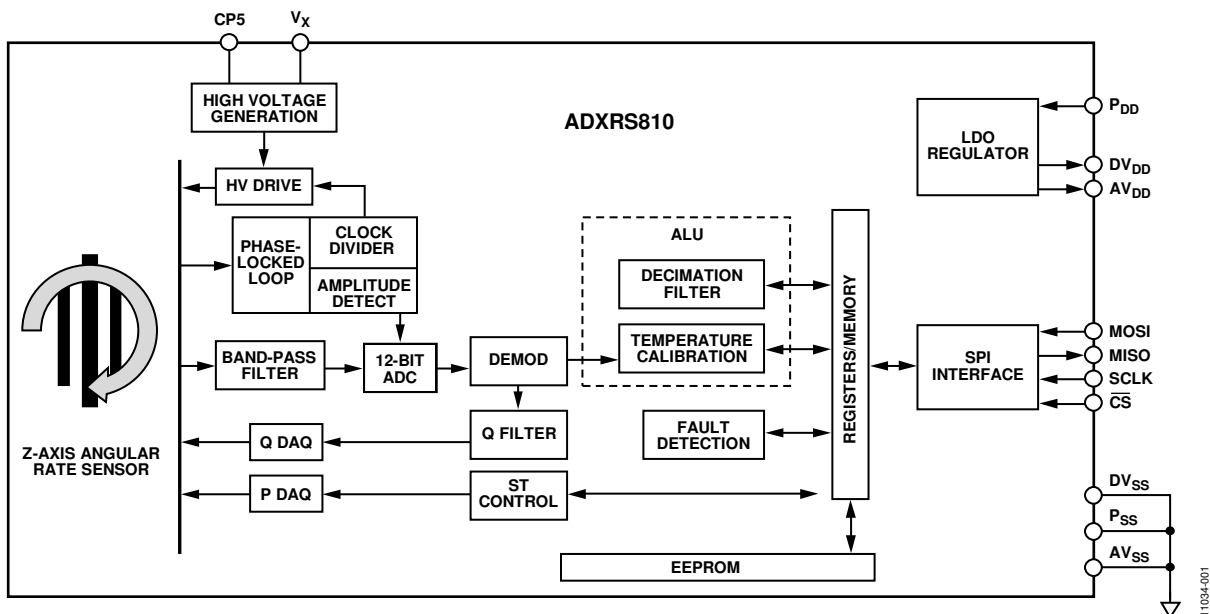 CP5
VX
HIGH VOLTAGE
GENERATION
ADXRS810
LDO
REGULATOR
PDD
DVDD
AVDD
HV DRIVE
PHASE-
LOCKED
LOOP
CLOCK
DIVIDER
AMPLITUDE
DETECT
ALU
DECIMATION
FILTER
TEMPERATURE
CALIBRATION
REGISTERS/MEMORY
BAND-PASS
FILTER
12-BIT
ADC
DEMOD
SPI
INTERFACE
MOSI
MISO
SCLK
CS
Z-AXIS ANGULAR
RATE SENSOR
Q DAQ
Q FILTER
FAULT
DETECTION
P DAQ
ST
CONTROL
EEPROM
DVSS
PSS
AVSS
11034-001